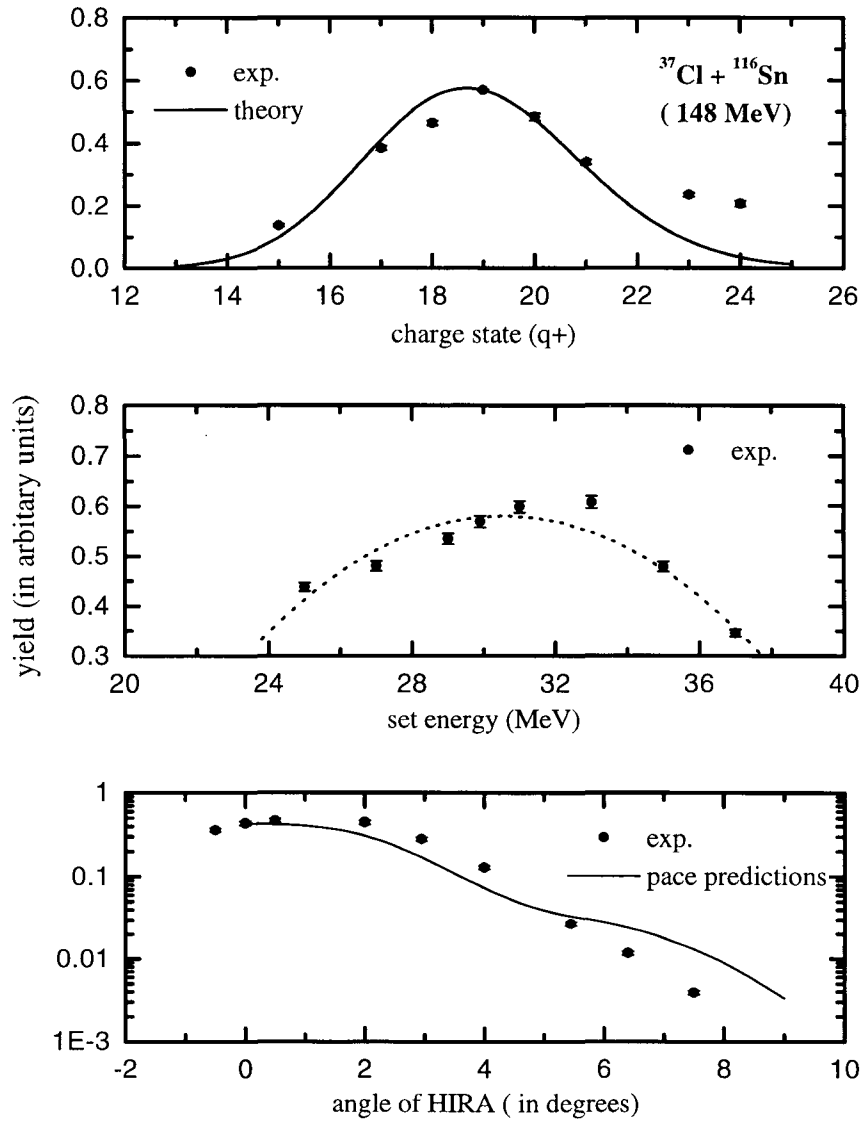 0.8
0.6
0.4
0.2
0.0
exp.
theory
³⁷Cl + ¹¹⁶Sn
( 148 MeV)
12 14 16 18 20 22 24 26
charge state (q+)
yield (in arbitary units)
0.8
0.7
0.6
0.5
0.4
0.3
exp.
20 24 28 32 36 40
set energy (MeV)
1
0.1
0.01
1E-3
exp.
pace predictions
-2 0 2 4 6 8 10
angle of HIRA ( in degrees)